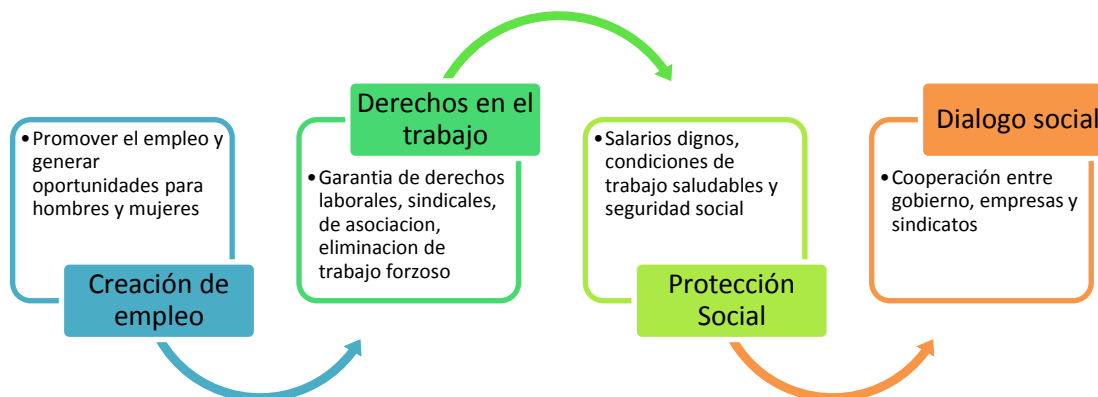 • Promover el empleo y
generar
oportunidades para
hombres y mujeres
Creación de
empleo
Derechos en el
trabajo
• Garantia de derechos
laborales, sindicales,
de asociacion,
eliminacion de
trabajo forzoso
• Salarios dignos,
condiciones de
trabajo saludables y
seguridad social
Protección
Social
Dialogo social
• Cooperación entre
gobierno, empresas y
sindicatos